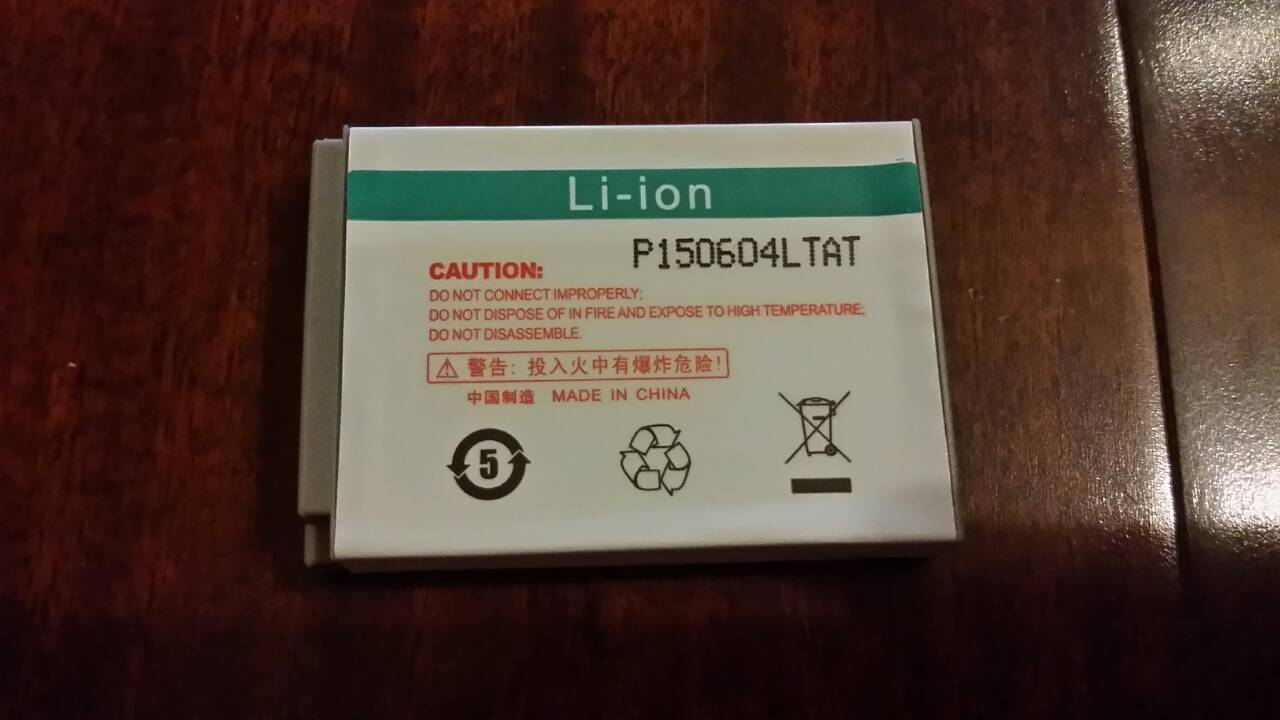 Li-ion
P150604LTAT
CAUTION:
DO NOT CONNECT IMPROPERLY;
DO NOT DISPOSE OF IN FIRE AND EXPOSE TO HIGH TEMPERATURE;
DO NOT DISASSEMBLE.
警告：投入火中有爆炸危险!
中国制造 MADE IN CHINA
5